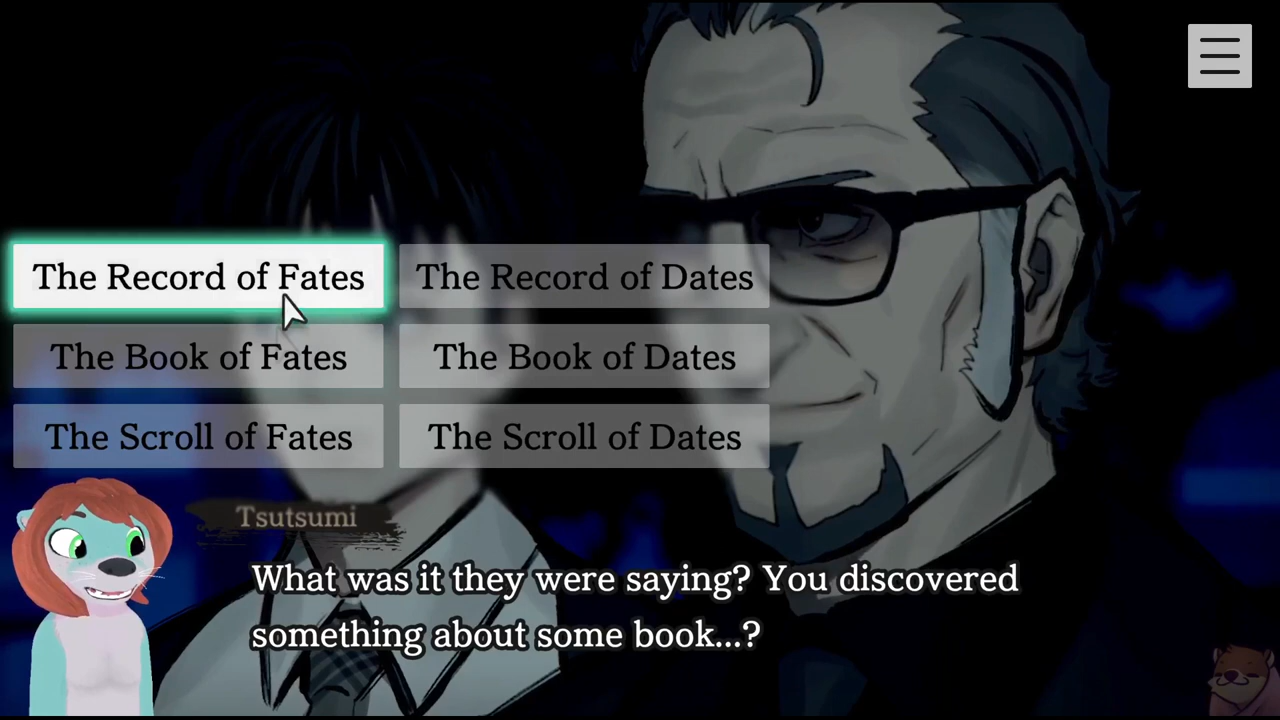 The Record of Fates
The Record of Dates
The Book of Fates
The Book of Dates
The Scroll of Fates
The Scroll of Dates
Tsutsumi
What was it they were saying? You discovered
something about some book...?